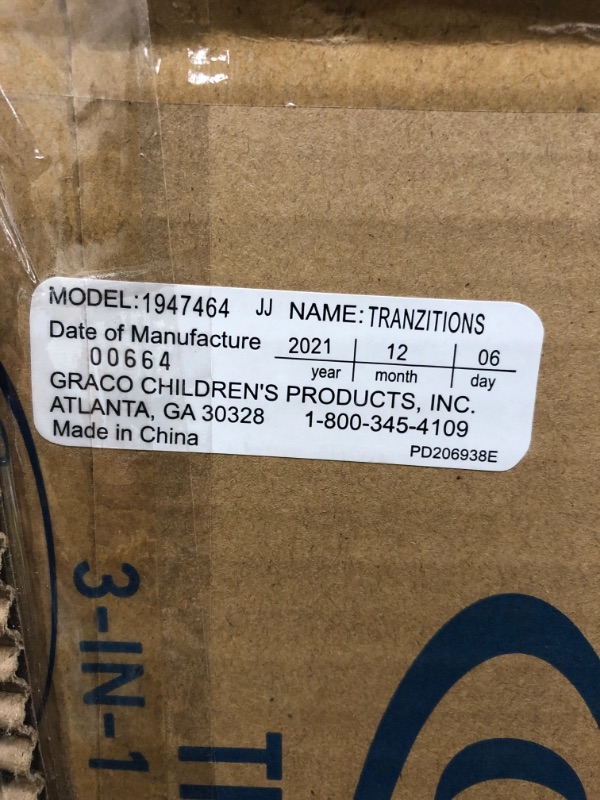 MODEL:1947464 JJ NAME:TRANZITIONS
Date of Manufacture 2021 12 06
00664 year month day
GRACO CHILDREN'S PRODUCTS, INC.
ATLANTA, GA 30328 1-800-345-4109
Made in China PD206938E
3-IN-1